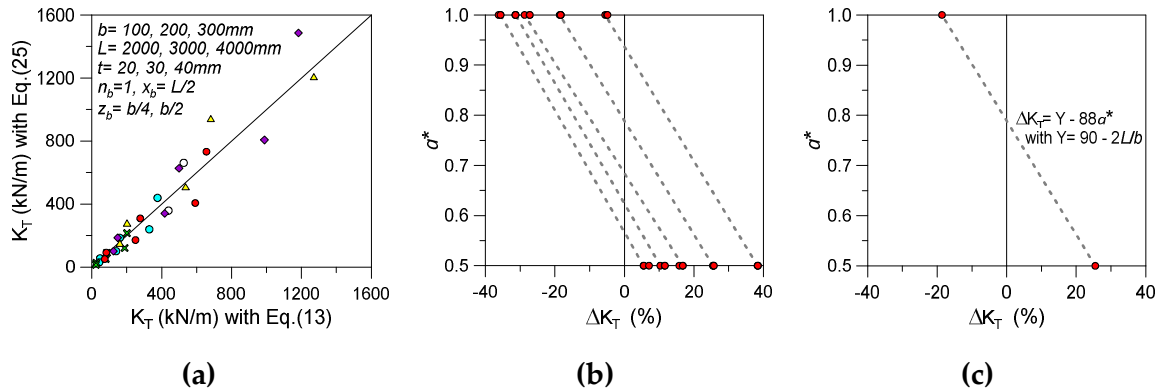 b= 100, 200, 300mm
L= 2000, 3000, 4000mm
t= 20, 30, 40mm
n_b=1, x_b= L/2
z_b= b/4, b/2
1600
1200
800
400
0
0 400 800 1200 1600
K_T (kN/m) with Eq.(25)
K_T (kN/m) with Eq.(13)
(a)
1.0
0.9
0.8
0.7
0.6
0.5
-40 -20 0 20 40
a*
ΔK_T (%)
(b)
1.0
0.9
0.8
0.7
0.6
0.5
-40 -20 0 20 40
a*
ΔK_T= Y - 88a*
with Y= 90 - 2L/b
ΔK_T (%)
(c)